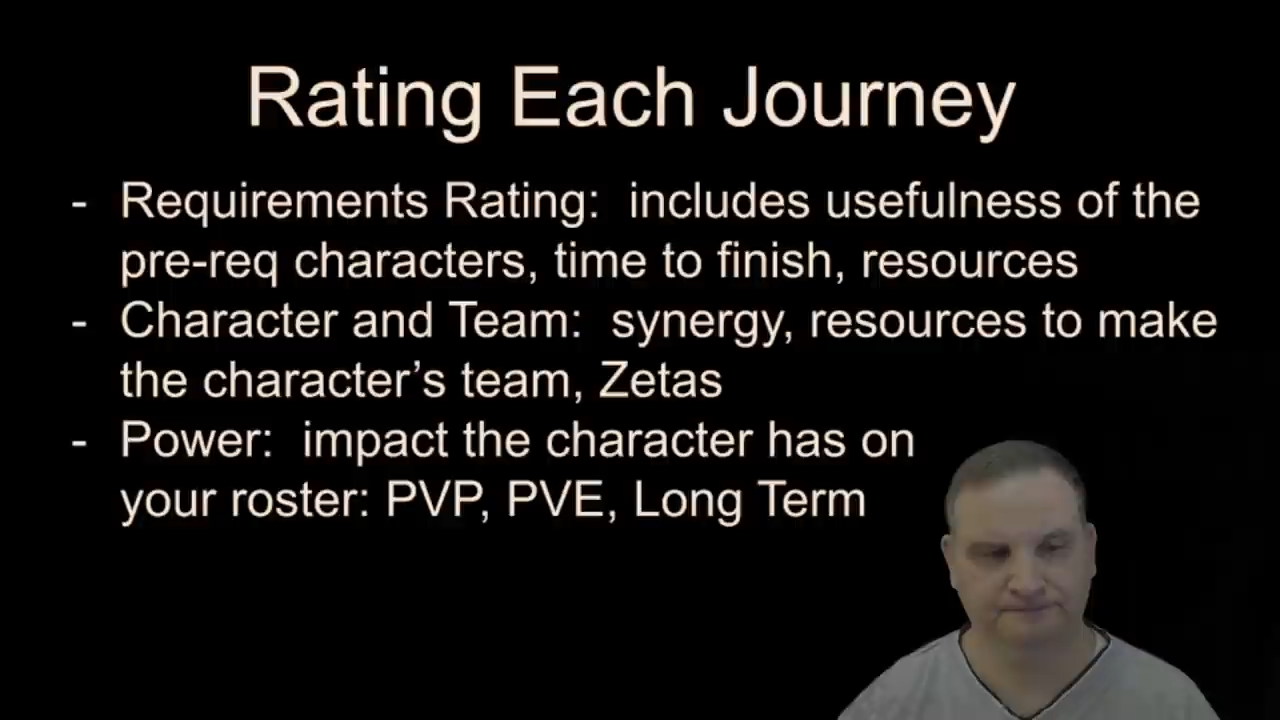 Rating Each Journey
- Requirements Rating: includes usefulness of the
pre-req characters, time to finish, resources
- Character and Team: synergy, resources to make
the character’s team, Zetas
- Power: impact the character has on
your roster: PVP, PVE, Long Term